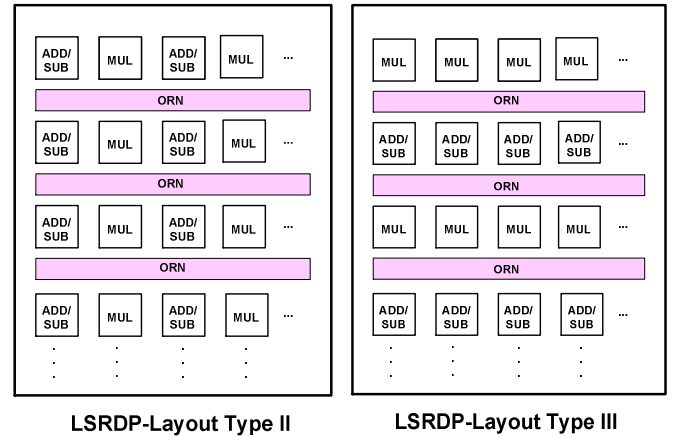 ADD/ SUB MUL ADD/ SUB MUL ...
ORN
ADD/ SUB MUL ADD/ SUB MUL ...
ORN
ADD/ SUB MUL ADD/ SUB MUL ...
ORN
ADD/ SUB MUL ADD/ SUB MUL ...
LSRDP-Layout Type II
MUL MUL MUL MUL ...
ORN
ADD/ SUB ADD/ SUB ADD/ SUB ADD/ SUB ...
ORN
MUL MUL MUL MUL ...
ORN
ADD/ SUB ADD/ SUB ADD/ SUB ADD/ SUB ...
LSRDP-Layout Type III